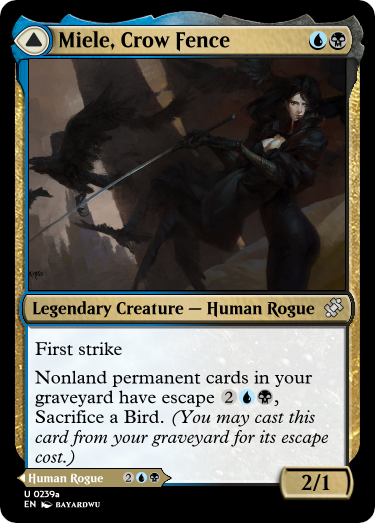 Miele, Crow Fence
Legendary Creature — Human Rogue
First strike
Nonland permanent cards in your
graveyard have escape 2,
Sacrifice a Bird. (You may cast this
card from your graveyard for its escape
cost.)
Human Rogue 2
2/1
U 0239a
EN BAYARDWU